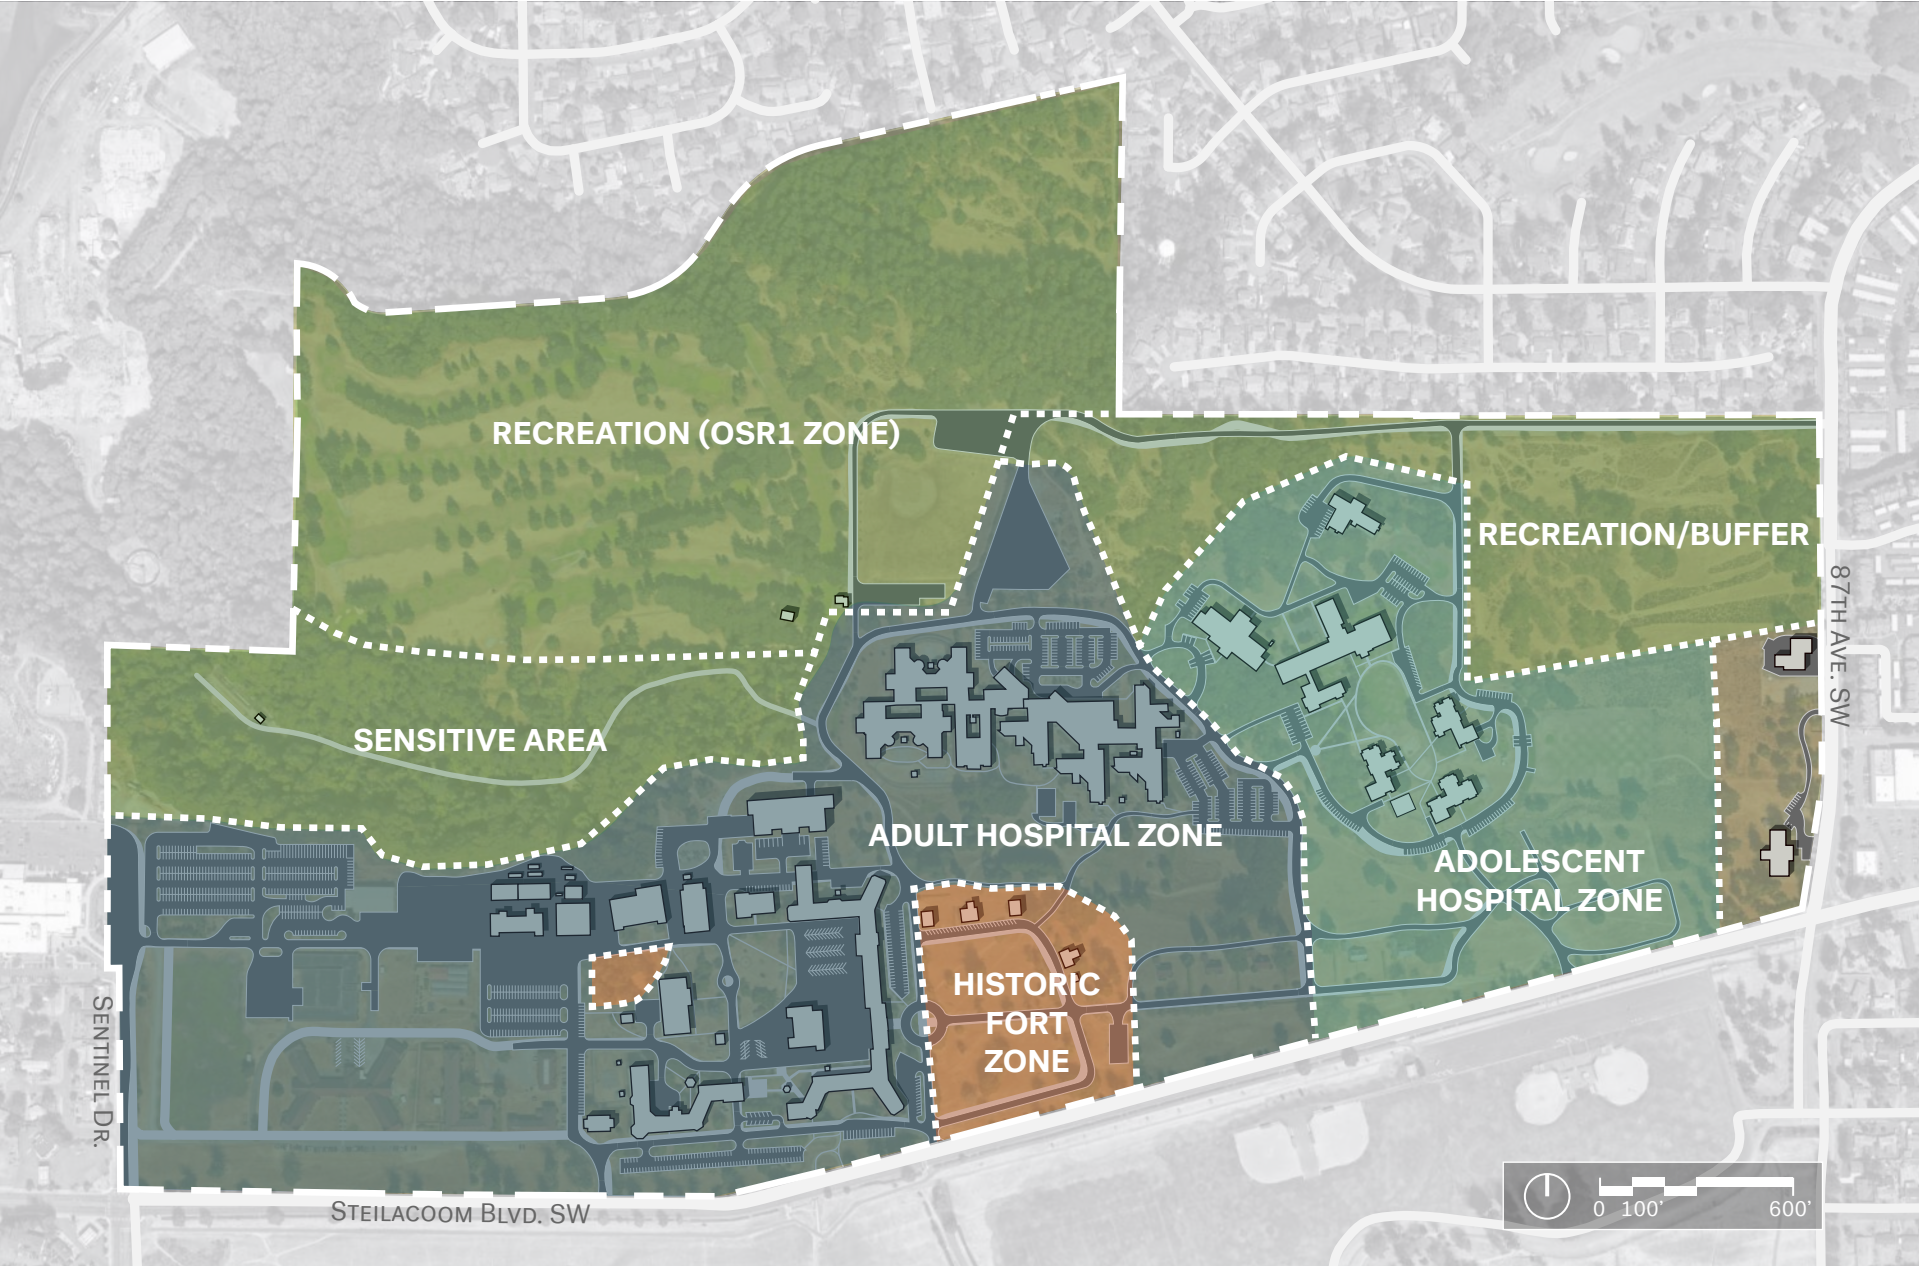 RECREATION (OSR1 ZONE)
RECREATION/BUFFER
87TH AVE. SW
SENSITIVE AREA
ADULT HOSPITAL ZONE
ADOLESCENT
HOSPITAL ZONE
HISTORIC
FORT
ZONE
SENTINEL DR.
STEILACOOM BLVD. SW
0 100' 600'